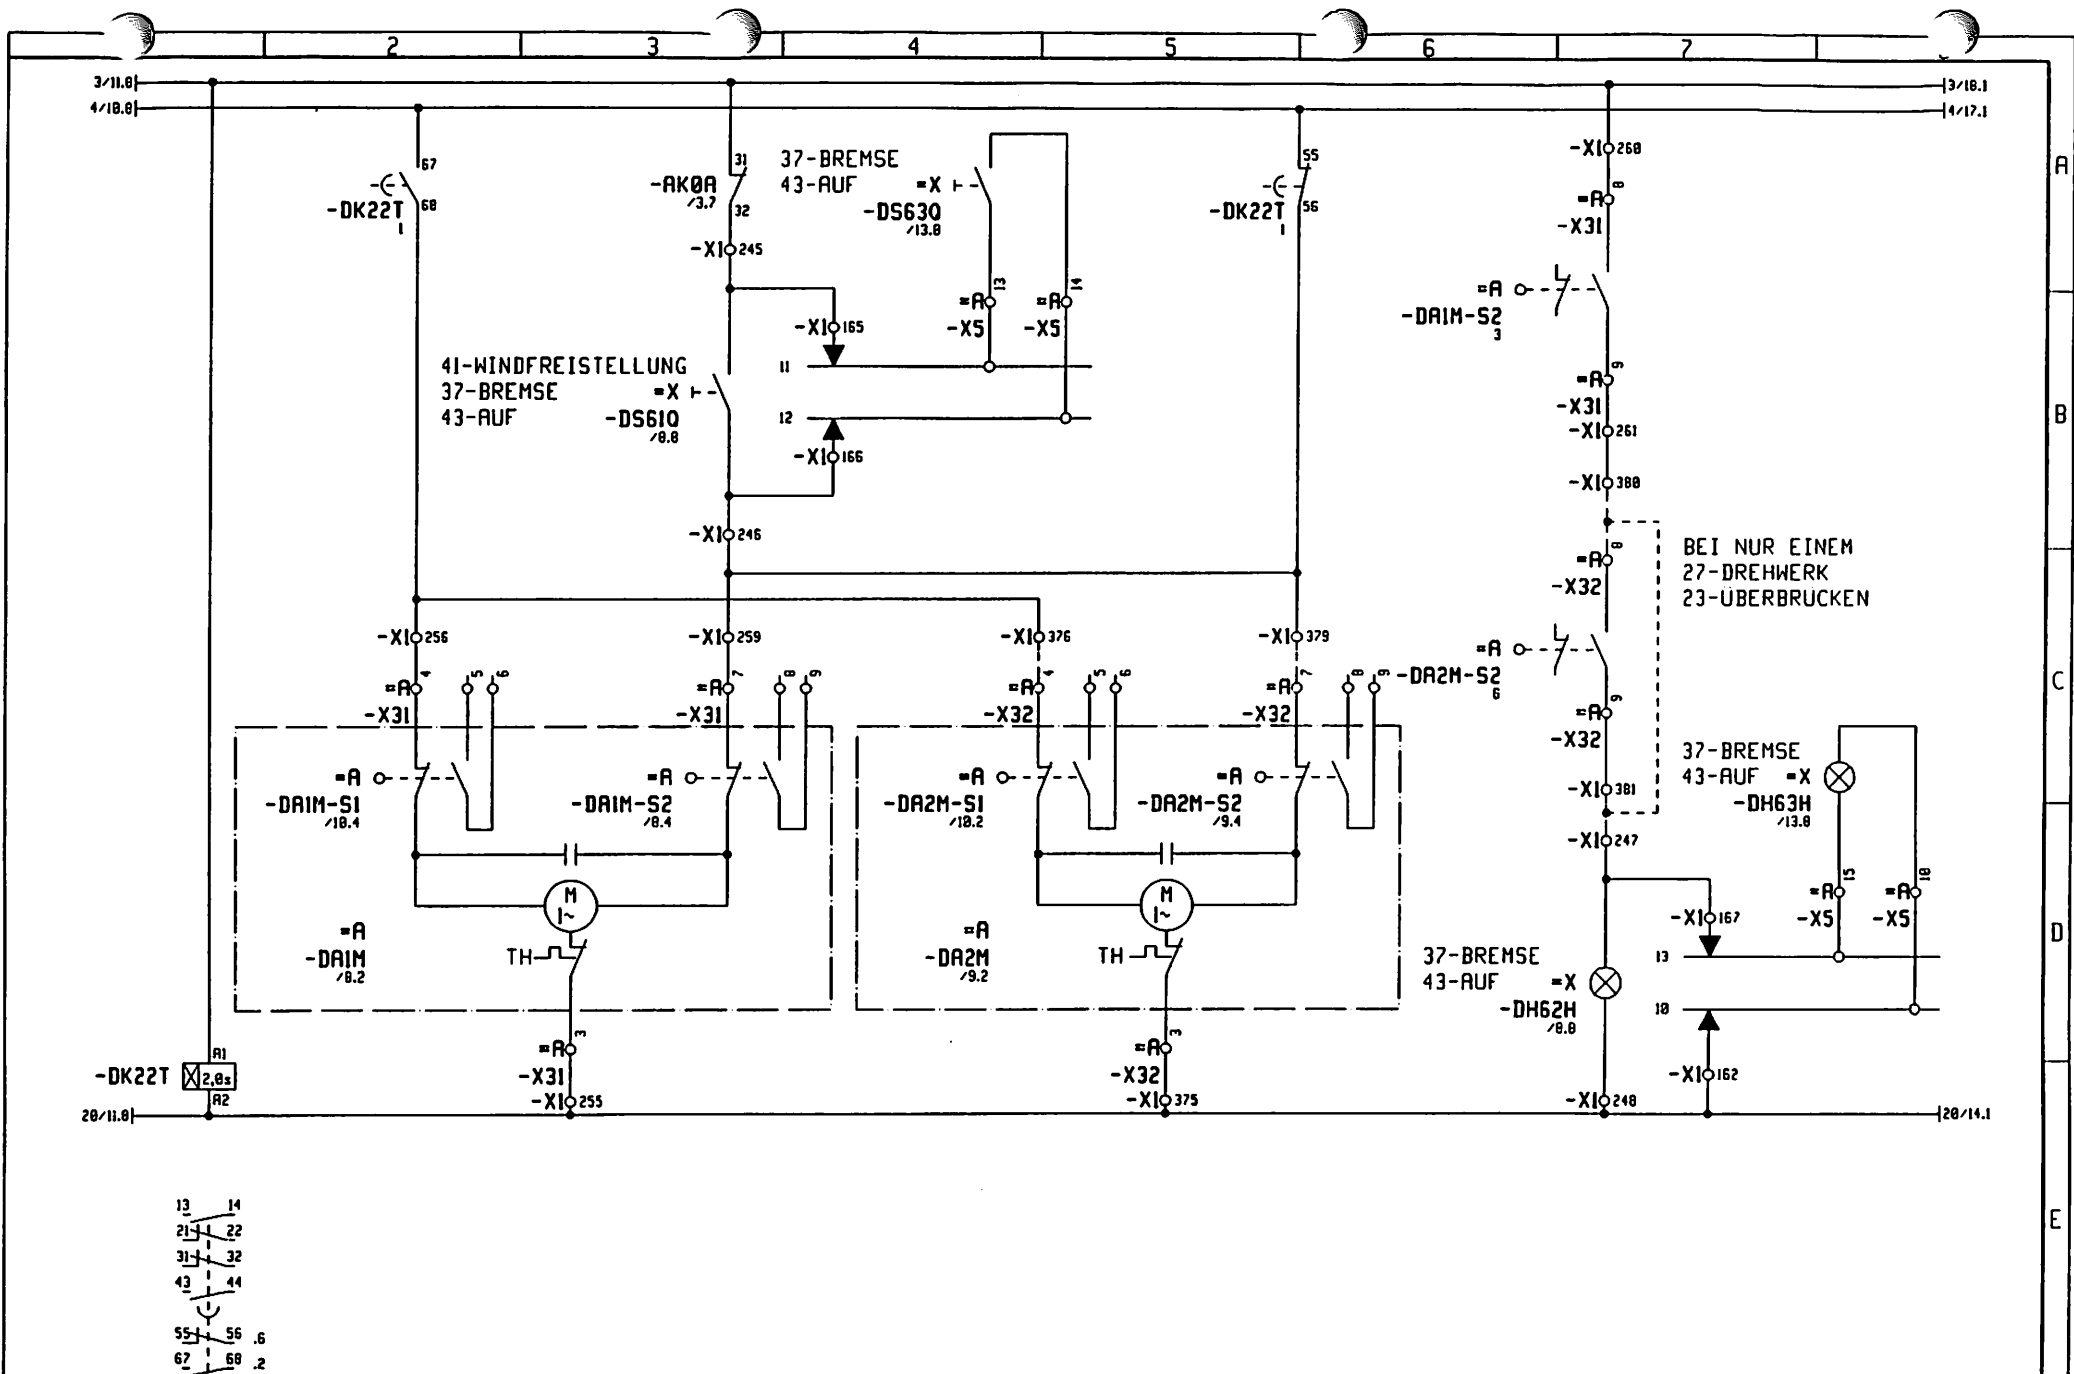 2 3 4 5 6 7
3/11.8 3/18.1
4/10.8 4/17.1
A
67
-DK22T 68
1
31
-AK0A
/3.7 32
-X1 245
37-BREMSE
43-AUF =X
-DS63Q
/13.8
13 14
=A =A
-X5 -X5
55
-DK22T 56
1
-X1 260
8
=A
-X31
=A
-DA1M-S2
3
-X1 165
11
41-WINDFREISTELLUNG
37-BREMSE =X
43-AUF -DS61Q
/8.8
12
-X1 166
-X1 246
9
=A
-X31
-X1 261
-X1 380
B
8
=A
-X32
BEI NUR EINEM
27-DREHWERK
23-ÜBERBRÜCKEN
-X1 256 -X1 259 -X1 376 -X1 379
4 5 6 7 8 9 4 5 6 7 8 9
=A =A =A =A
-X31 -X31 -X32 -X32
=A
-DA2M-S2
6
9
=A
-X32
C
=A =A =A =A
-DA1M-S1 -DA1M-S2 -DA2M-S1 -DA2M-S2
/10.4 /8.4 /10.2 /9.4
-X1 381
37-BREMSE
43-AUF =X
-DH63H
/13.8
-X1 247
M M
1~ 1~
=A =A
-DA1M -DA2M
/8.2 /9.2
TH TH
15 10
=A =A
-X5 -X5
-X1 167
13
D
37-BREMSE
43-AUF =X
-DH62H
/8.8
10
3 3
=A =A
-X31 -X32
-X1 255 -X1 375
-X1 162
-X1 248
A1
-DK22T 2,0s
A2
20/11.8 20/14.1
E
13 14
21 22
31 32
43 44
55 56 .6
67 68 .2